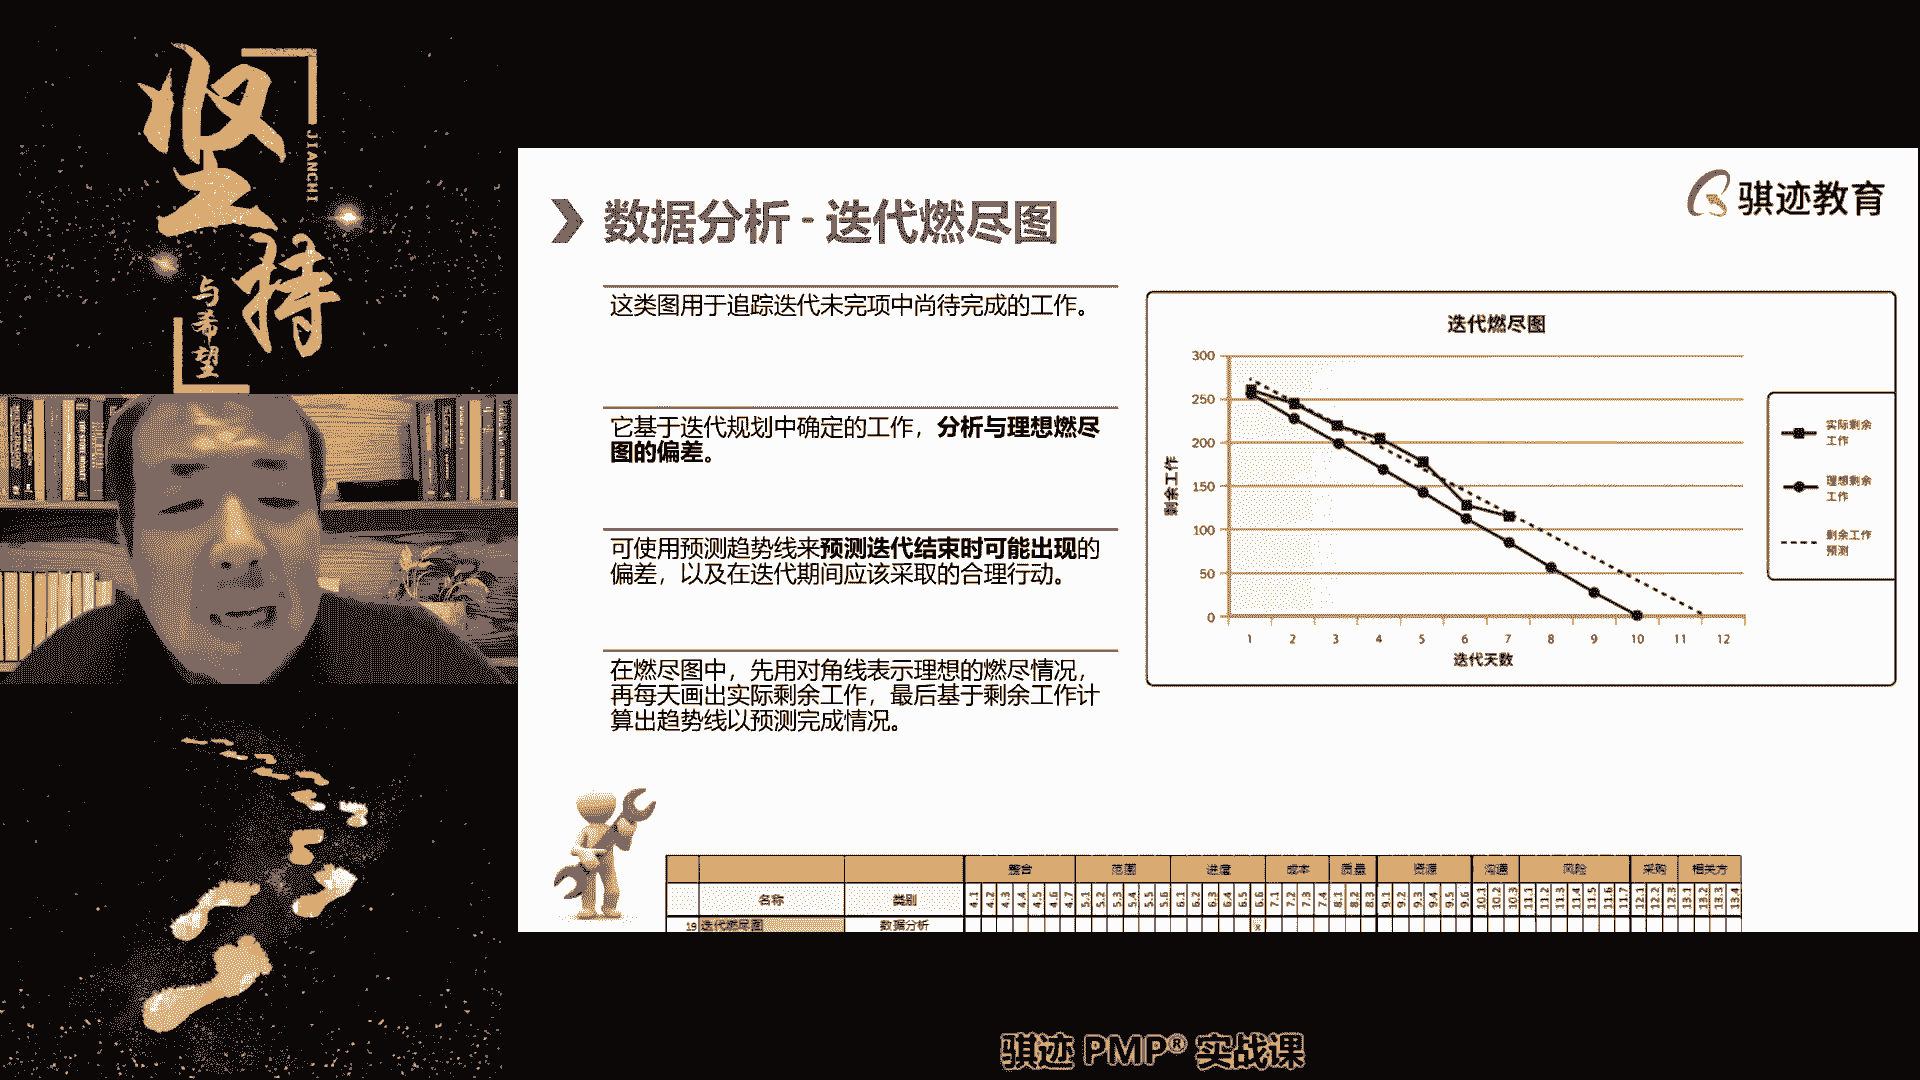 坚持
JIANCHI
与希望
骐迹教育
数据分析 - 迭代燃尽图
这类图用于追踪迭代未完项中尚待完成的工作。
它基于迭代规划中确定的工作，分析与理想燃尽
图的偏差。
可使用预测趋势线来预测迭代结束时可能出现的
偏差，以及在迭代期间应该采取的合理行动。
在燃尽图中，先用对角线表示理想的燃尽情况，
再每天画出实际剩余工作，最后基于剩余工作计
算出趋势线以预测完成情况。
迭代燃尽图
300
250
200
150
100
50
0
剩余工作
1 2 3 4 5 6 7 8 9 10 11 12
迭代天数
实际剩余
工作
理想剩余
工作
剩余工作
预测
整合 范围 进度 成本 质量 资源 沟通 风险 采购 相关方
名称 类别 4.1 4.2 4.3 4.4 4.5 4.6 4.7 5.1 5.2 5.3 5.4 5.5 5.6 6.1 6.2 6.3 6.4 6.5 6.6 7.1 7.2 7.3 7.4 8.1 8.2 8.3 9.1 9.2 9.3 9.4 9.5 9.6 10.1 10.2 10.3 11.1 11.2 11.3 11.4 11.5 11.6 11.7 12.1 12.2 12.3 13.1 13.2 13.3 13.4
19 迭代燃尽图 数据分析 x
骐迹 PMP® 实战课